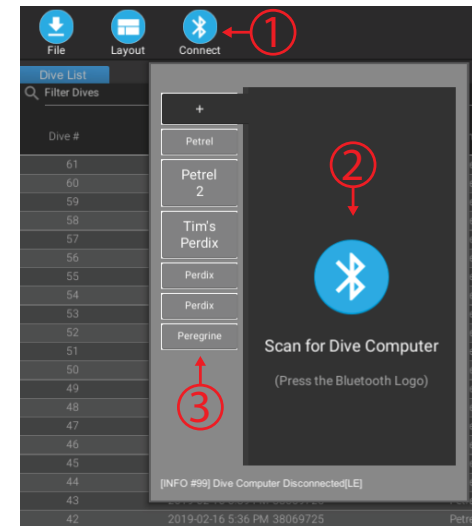 File
Layout
Connect
1
Dive List
Filter Dives
Dive #
61
60
59
58
57
56
55
54
53
52
51
50
49
48
47
46
45
44
43
42
+
Petrel
Petrel
2
Tim's
Perdix
Perdix
Perdix
Peregrine
3
2
Scan for Dive Computer
(Press the Bluetooth Logo)
[INFO #99] Dive Computer Disconnected[LE]
2019-02-16 5:36 PM 38069725